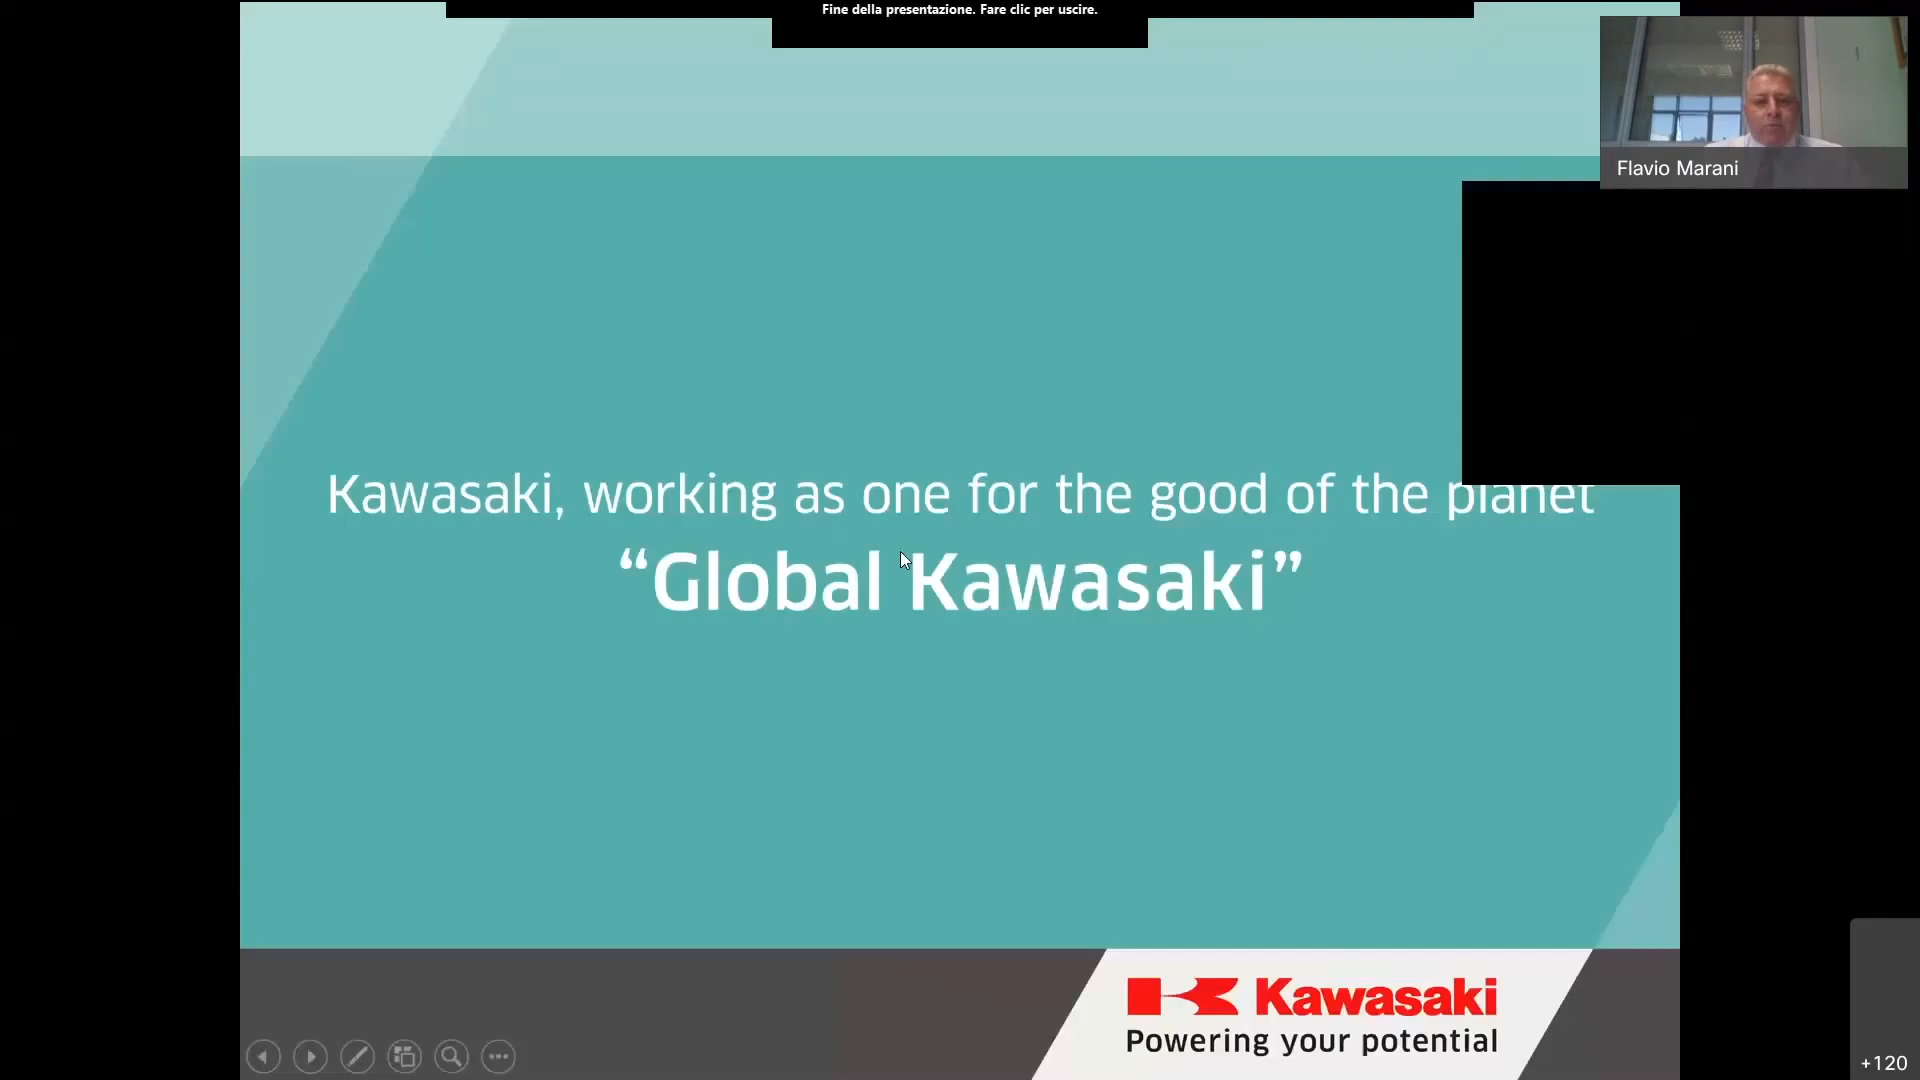 Fine della presentazione. Fare clic per uscire.
Flavio Marani
Kawasaki, working as one for the good of the planet
“Global Kawasaki”
Kawasaki
Powering your potential
+120